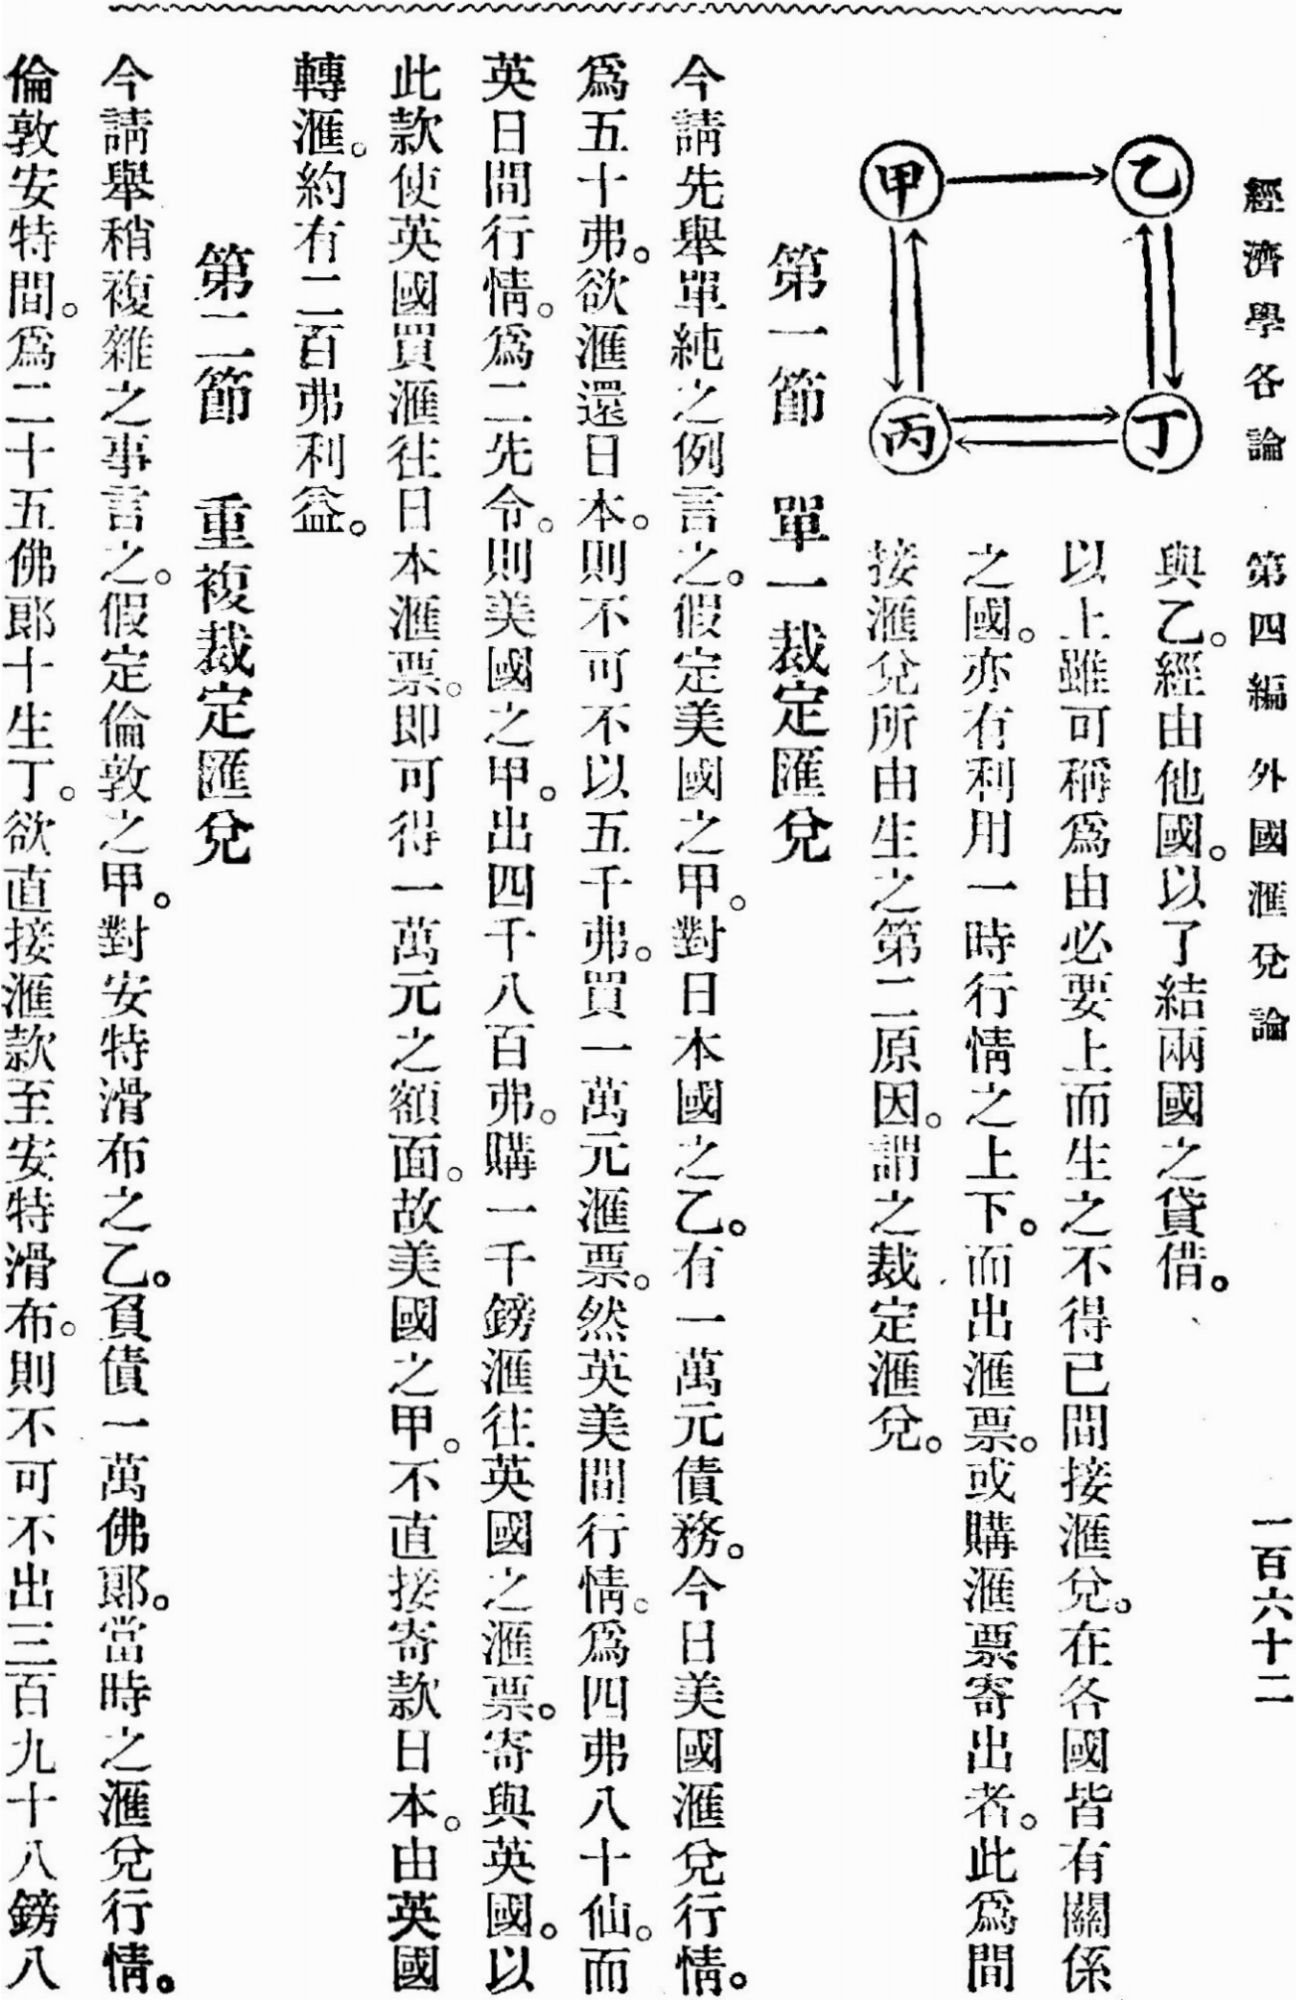 經濟學各論 第四編 外國滙兌論 一百六十二
甲 乙
丙 丁
與乙。經由他國。以了結兩國之貸借。
以上雖可稱爲由必要上而生之不得已間接滙兌。在各國皆有關係
之國。亦有利用一時行情之上下。而出滙票。或購滙票寄出者。此爲間
接滙兌所由生之第二原因。謂之裁定滙兌。
第一節 單一裁定匯兌
今請先舉單純之例言之。假定美國之甲。對日本國之乙。有一萬元債務。今日美國滙兌行情。
爲五十弗。欲滙還日本。則不可不以五千弗。買一萬元滙票。然英美間行情。爲四弗八十仙。而
英日間行情。爲二先令。則美國之甲。出四千八百弗。購一千鎊滙往英國之滙票。寄與英國。以
此款使英國買滙往日本滙票。即可得一萬元之額面。故美國之甲。不直接寄款日本。由英國
轉滙。約有二百弗利益。
第二節 重複裁定匯兌
今請舉稍複雜之事言之。假定倫敦之甲。對安特滑布之乙。負債一萬佛郎。當時之滙兌行情。
倫敦安特間。爲二十五佛郎十生丁。欲直接滙款至安特滑布。則不可不出三百九十八鎊八